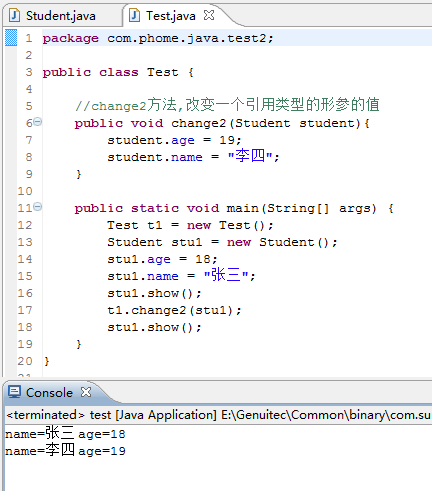 Student.java Test.java
1 package com.phome.java.test2;
2
3 public class Test {
4
5 //change2方法,改变一个引用类型的形参的值
6 public void change2(Student student){
7 student.age = 19;
8 student.name = "李四";
9 }
10
11 public static void main(String[] args) {
12 Test t1 = new Test();
13 Student stu1 = new Student();
14 stu1.age = 18;
15 stu1.name = "张三";
16 stu1.show();
17 t1.change2(stu1);
18 stu1.show();
19 }
20 }
Console
<terminated> test [Java Application] E:\Genuitec\Common\binary\com.su
name=张三 age=18
name=李四 age=19